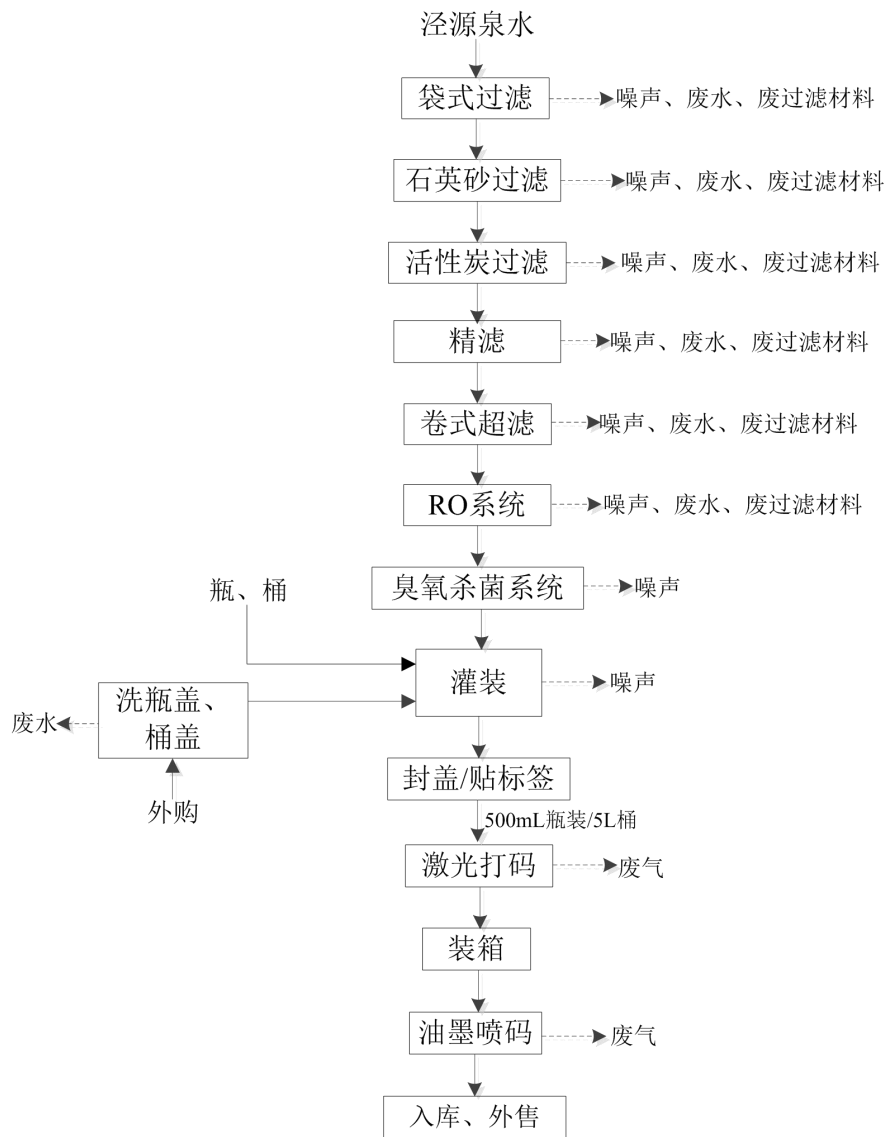 泾源泉水
袋式过滤
噪声、废水、废过滤材料
石英砂过滤
噪声、废水、废过滤材料
活性炭过滤
噪声、废水、废过滤材料
精滤
噪声、废水、废过滤材料
卷式超滤
噪声、废水、废过滤材料
RO系统
噪声、废水、废过滤材料
臭氧杀菌系统
噪声
瓶、桶
灌装
噪声
废水
洗瓶盖、
桶盖
外购
封盖/贴标签
500mL瓶装/5L桶
激光打码
废气
装箱
油墨喷码
废气
入库、外售